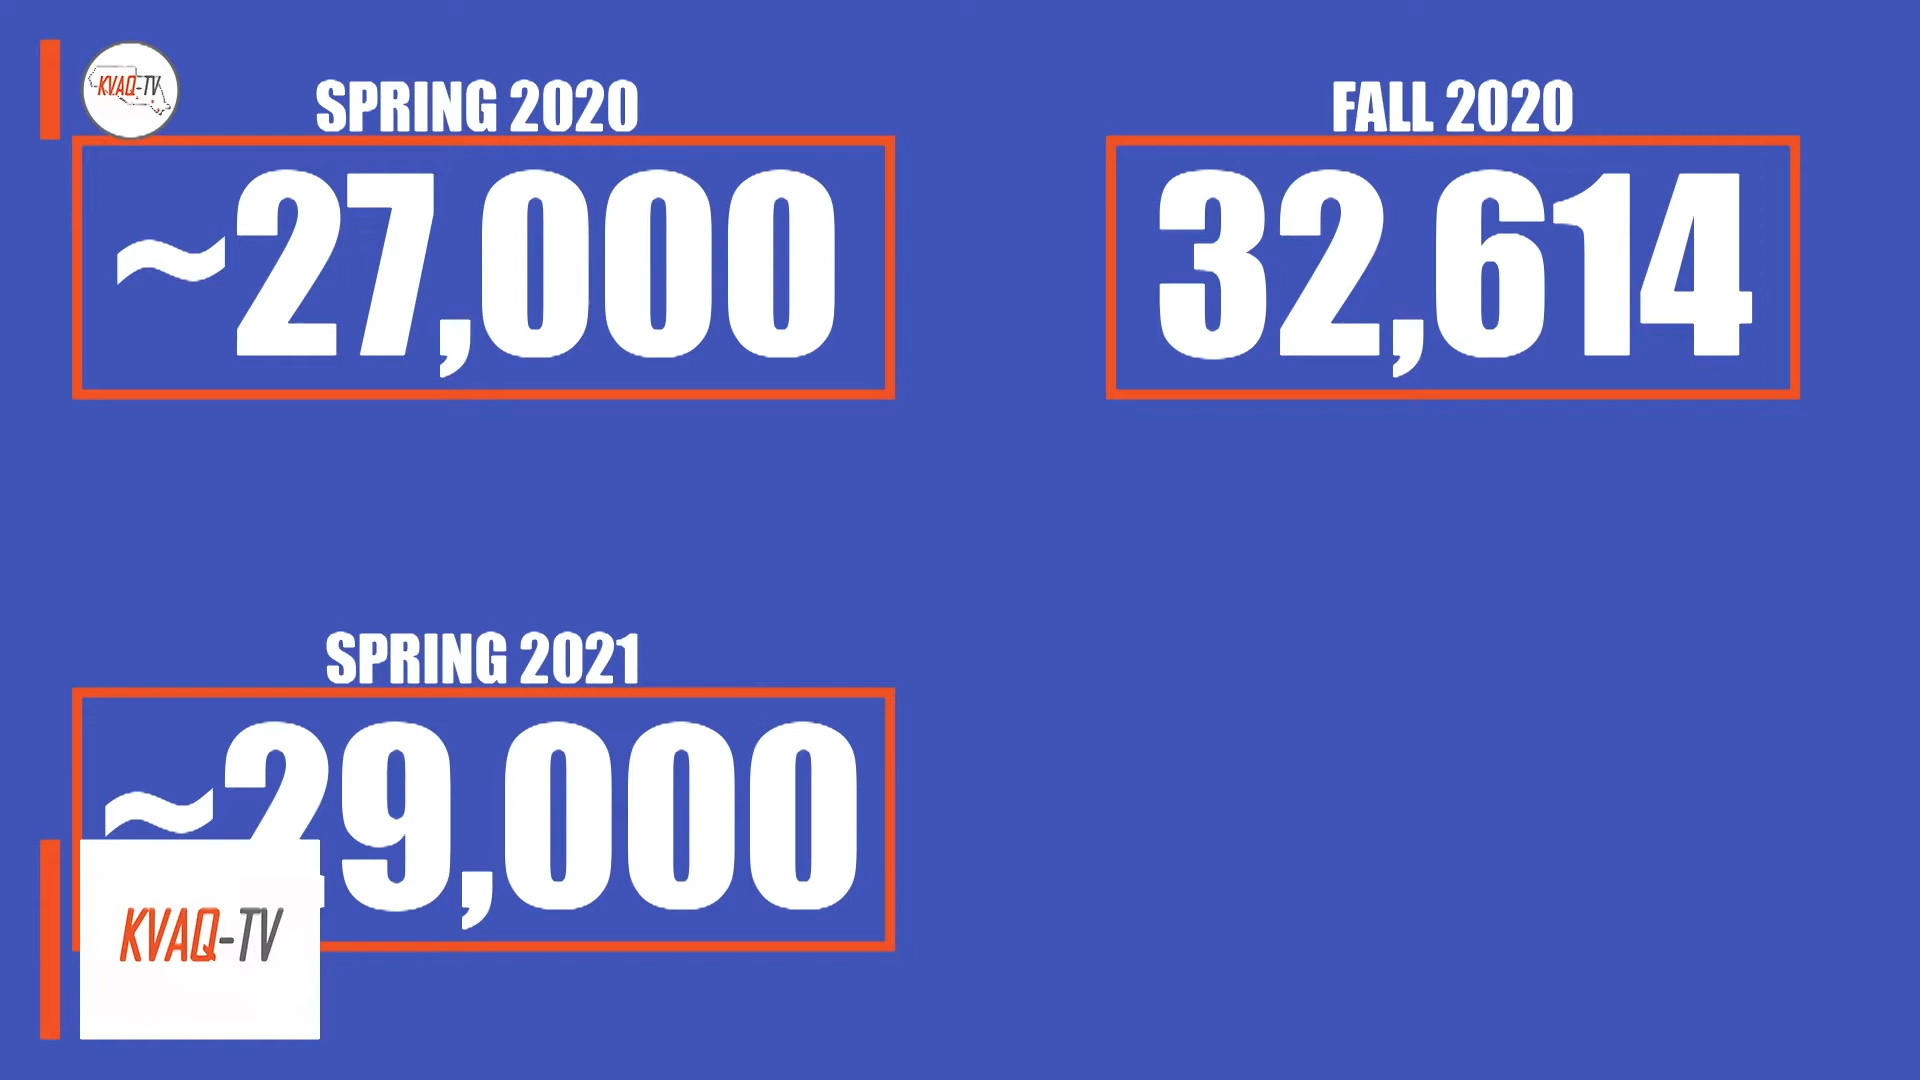 KVAQ-TV
SPRING 2020
~27,000
FALL 2020
32,614
SPRING 2021
~29,000
KVAQ-TV